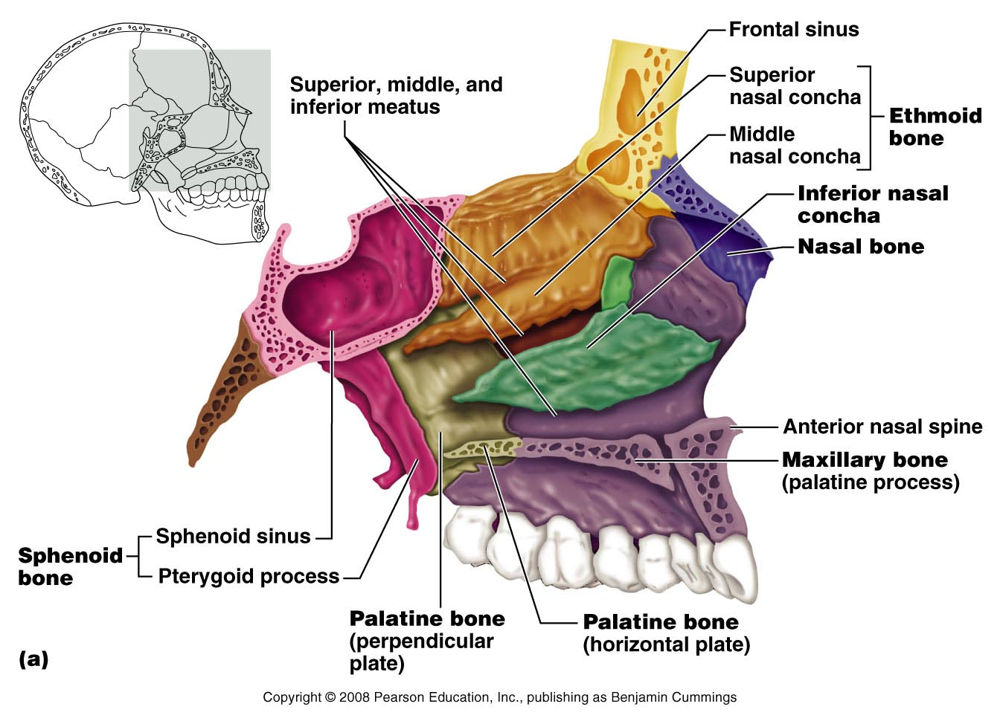 Frontal sinus
Superior
nasal concha
Middle
nasal concha
Ethmoid
bone
Superior, middle, and
inferior meatus
Inferior nasal
concha
Nasal bone
Anterior nasal spine
Maxillary bone
(palatine process)
Sphenoid
bone
Sphenoid sinus
Pterygoid process
Palatine bone
(perpendicular
plate)
Palatine bone
(horizontal plate)
(a)
Copyright © 2008 Pearson Education, Inc., publishing as Benjamin Cummings